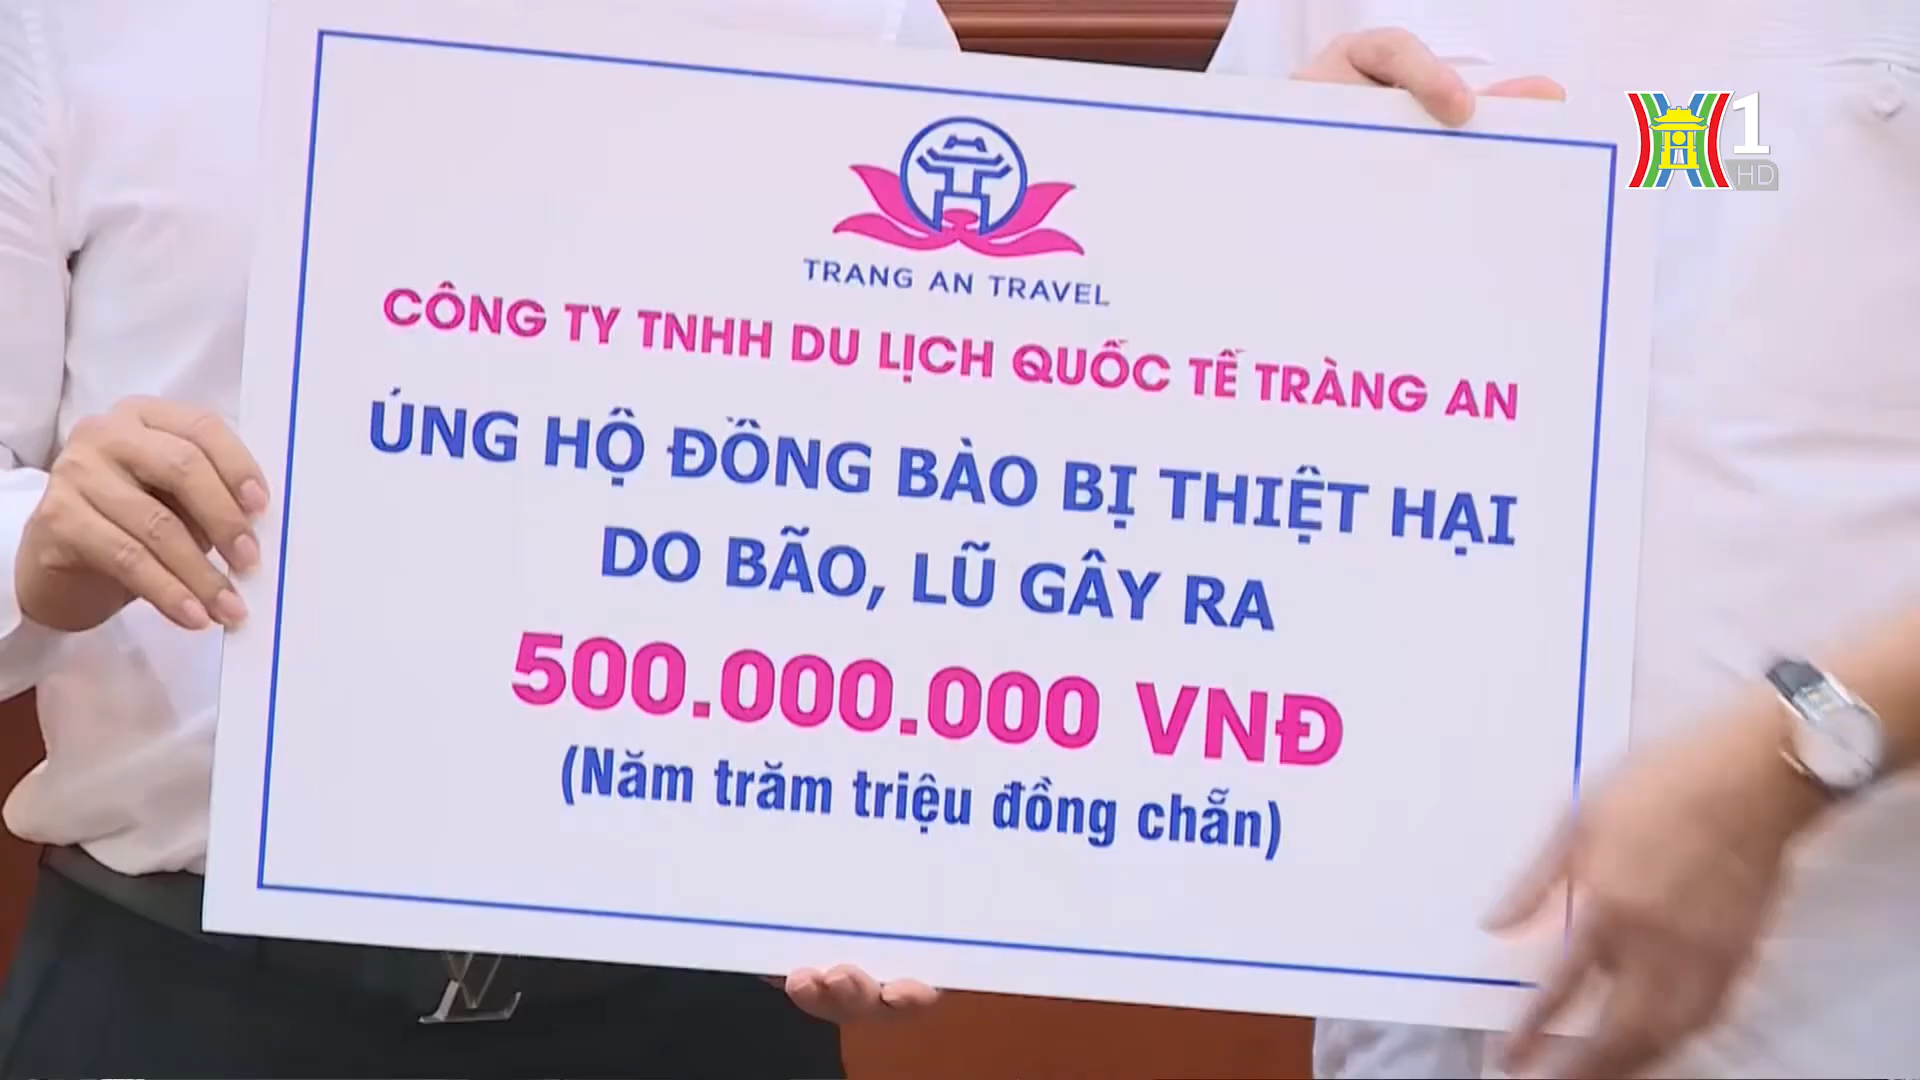 1
HD
TRANG AN TRAVEL
CÔNG TY TNHH DU LỊCH QUỐC TẾ TRÀNG AN
ỦNG HỘ ĐỒNG BÀO BỊ THIỆT HẠI
DO BÃO, LŨ GÂY RA
500.000.000 VNĐ
(Năm trăm triệu đồng chẵn)